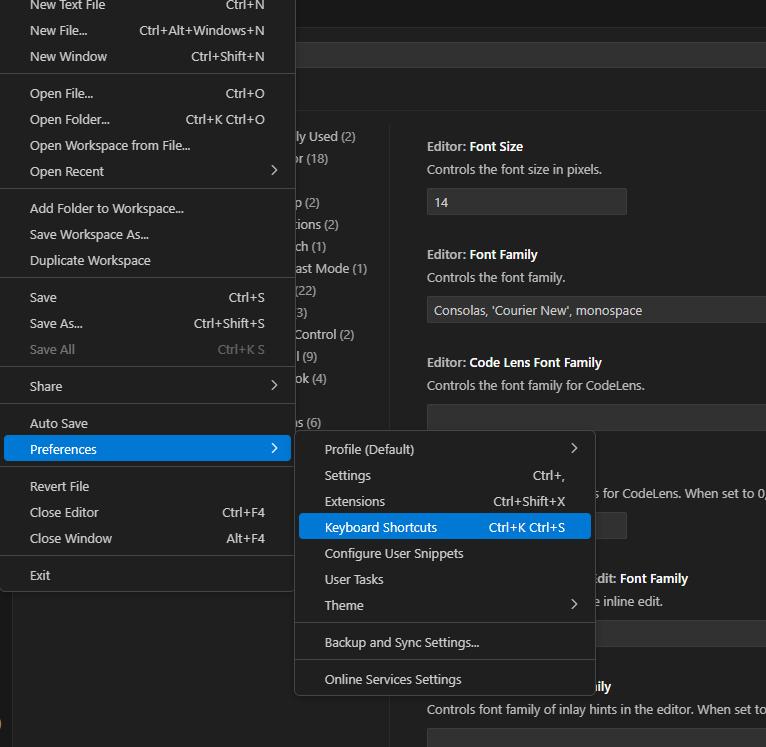 New Text File Ctrl+N
New File... Ctrl+Alt+Windows+N
New Window Ctrl+Shift+N
Open File... Ctrl+O
Open Folder... Ctrl+K Ctrl+O
Open Workspace from File...
Open Recent
Add Folder to Workspace...
Save Workspace As...
Duplicate Workspace
Save Ctrl+S
Save As... Ctrl+Shift+S
Save All Ctrl+K S
Share
Auto Save
Preferences
Revert File
Close Editor Ctrl+F4
Close Window Alt+F4
Exit
ly Used (2)
or (18)
p (2)
tions (2)
ch (1)
ast Mode (1)
(22)
3)
Control (2)
l (9)
ok (4)
ns (6)
Profile (Default)
Settings Ctrl+,
Extensions Ctrl+Shift+X
Keyboard Shortcuts Ctrl+K Ctrl+S
Configure User Snippets
User Tasks
Theme
Backup and Sync Settings...
Online Services Settings
Editor: Font Size
Controls the font size in pixels.
14
Editor: Font Family
Controls the font family.
Consolas, 'Courier New', monospace
Editor: Code Lens Font Family
Controls the font family for CodeLens.
s for CodeLens. When set to 0,
dit: Font Family
e inline edit.
ily
Controls font family of inlay hints in the editor. When set to